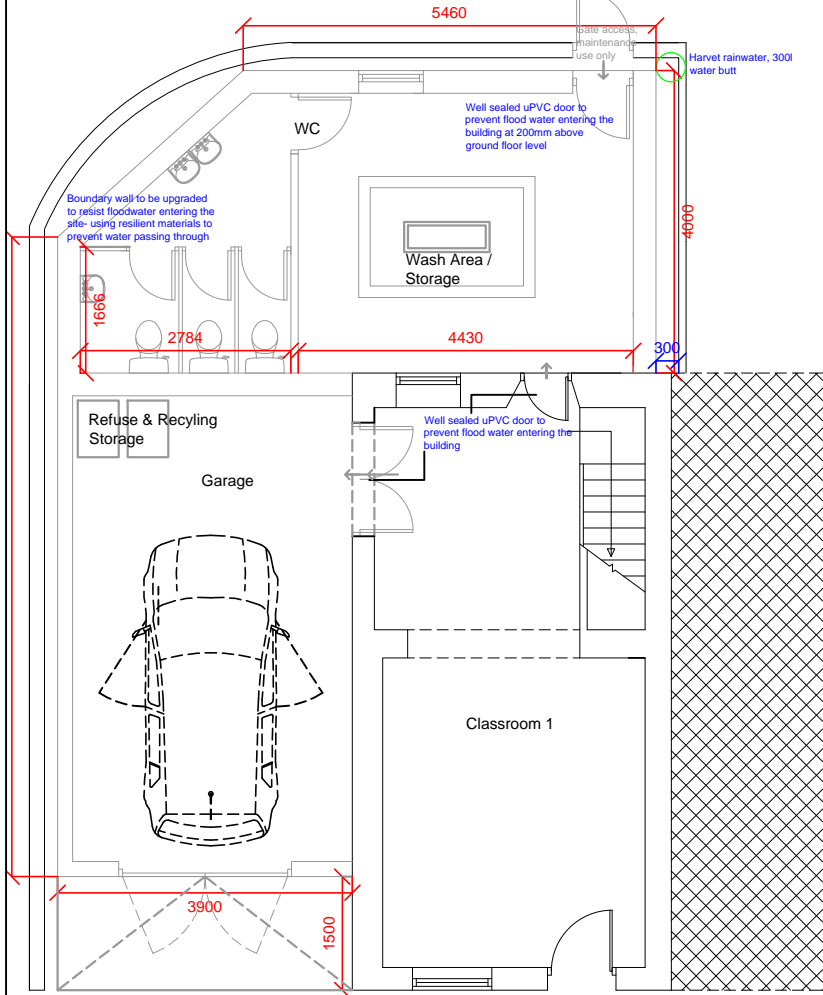 5460
Gate access,
maintenance
use only
Harvet rainwater, 300l
water butt
WC
Well sealed uPVC door to
prevent flood water entering the
building at 200mm above
ground floor level
Boundary wall to be upgraded
to resist floodwater entering the
site- using resilient materials to
prevent water passing through
4000
Wash Area /
Storage
1666
2784
4430
300
Refuse & Recyling
Storage
Well sealed uPVC door to
prevent flood water entering the
building
Garage
Classroom 1
3900
1500